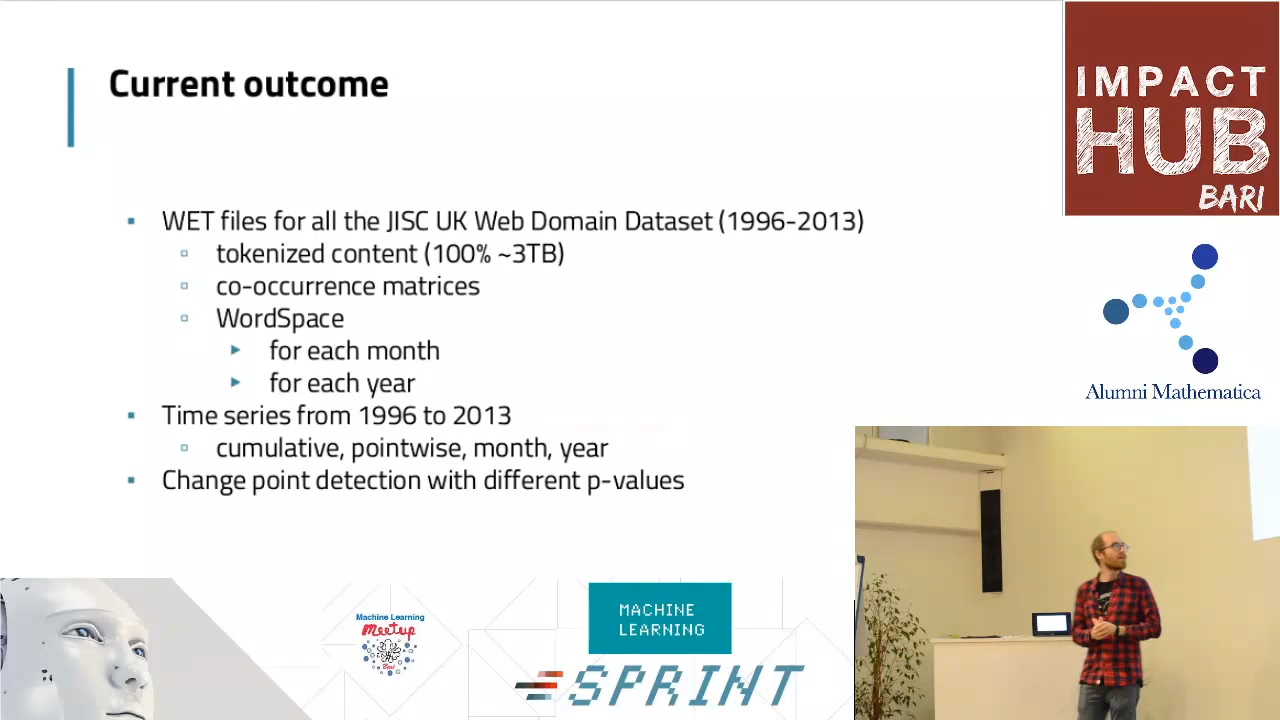 Current outcome
WET files for all the JISC UK Web Domain Dataset (1996-2013)
tokenized content (100% ~3TB)
co-occurrence matrices
WordSpace
for each month
for each year
Time series from 1996 to 2013
cumulative, pointwise, month, year
Change point detection with different p-values
IMPACT
HUB
BARI
Alumni Mathematica
Machine Learning
Meetup
Bari
MACHINE
LEARNING
SPRINT